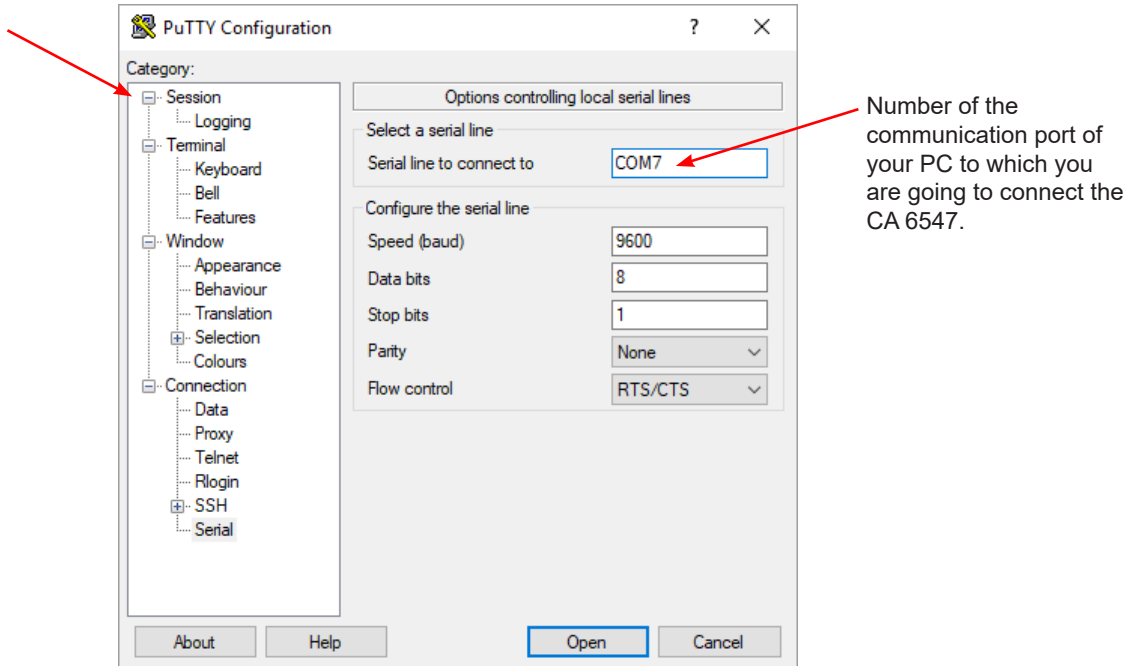 PuTTY Configuration
?
Category:
Session
Logging
Terminal
Keyboard
Bell
Features
Window
Appearance
Behaviour
Translation
Selection
Colours
Connection
Data
Proxy
Telnet
Rlogin
SSH
Serial
Options controlling local serial lines
Select a serial line
Serial line to connect to COM7
Configure the serial line
Speed (baud) 9600
Data bits 8
Stop bits 1
Parity None
Flow control RTS/CTS
About Help Open Cancel
Number of the
communication port of
your PC to which you
are going to connect the
CA 6547.